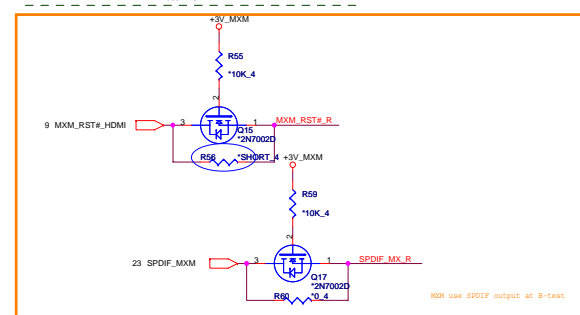 +3V_MXM
R55
*10K_4
2
9 MXM_RST#_HDMI
3
1
MXM_RST#_R
Q15
*2N7002D
R56
*SHORT_4
+3V_MXM
R59
*10K_4
2
23 SPDIF_MXM
3
1
SPDIF_MX_R
Q17
*2N7002D
R60
*0_4
MXM use SPDIF output at B-test